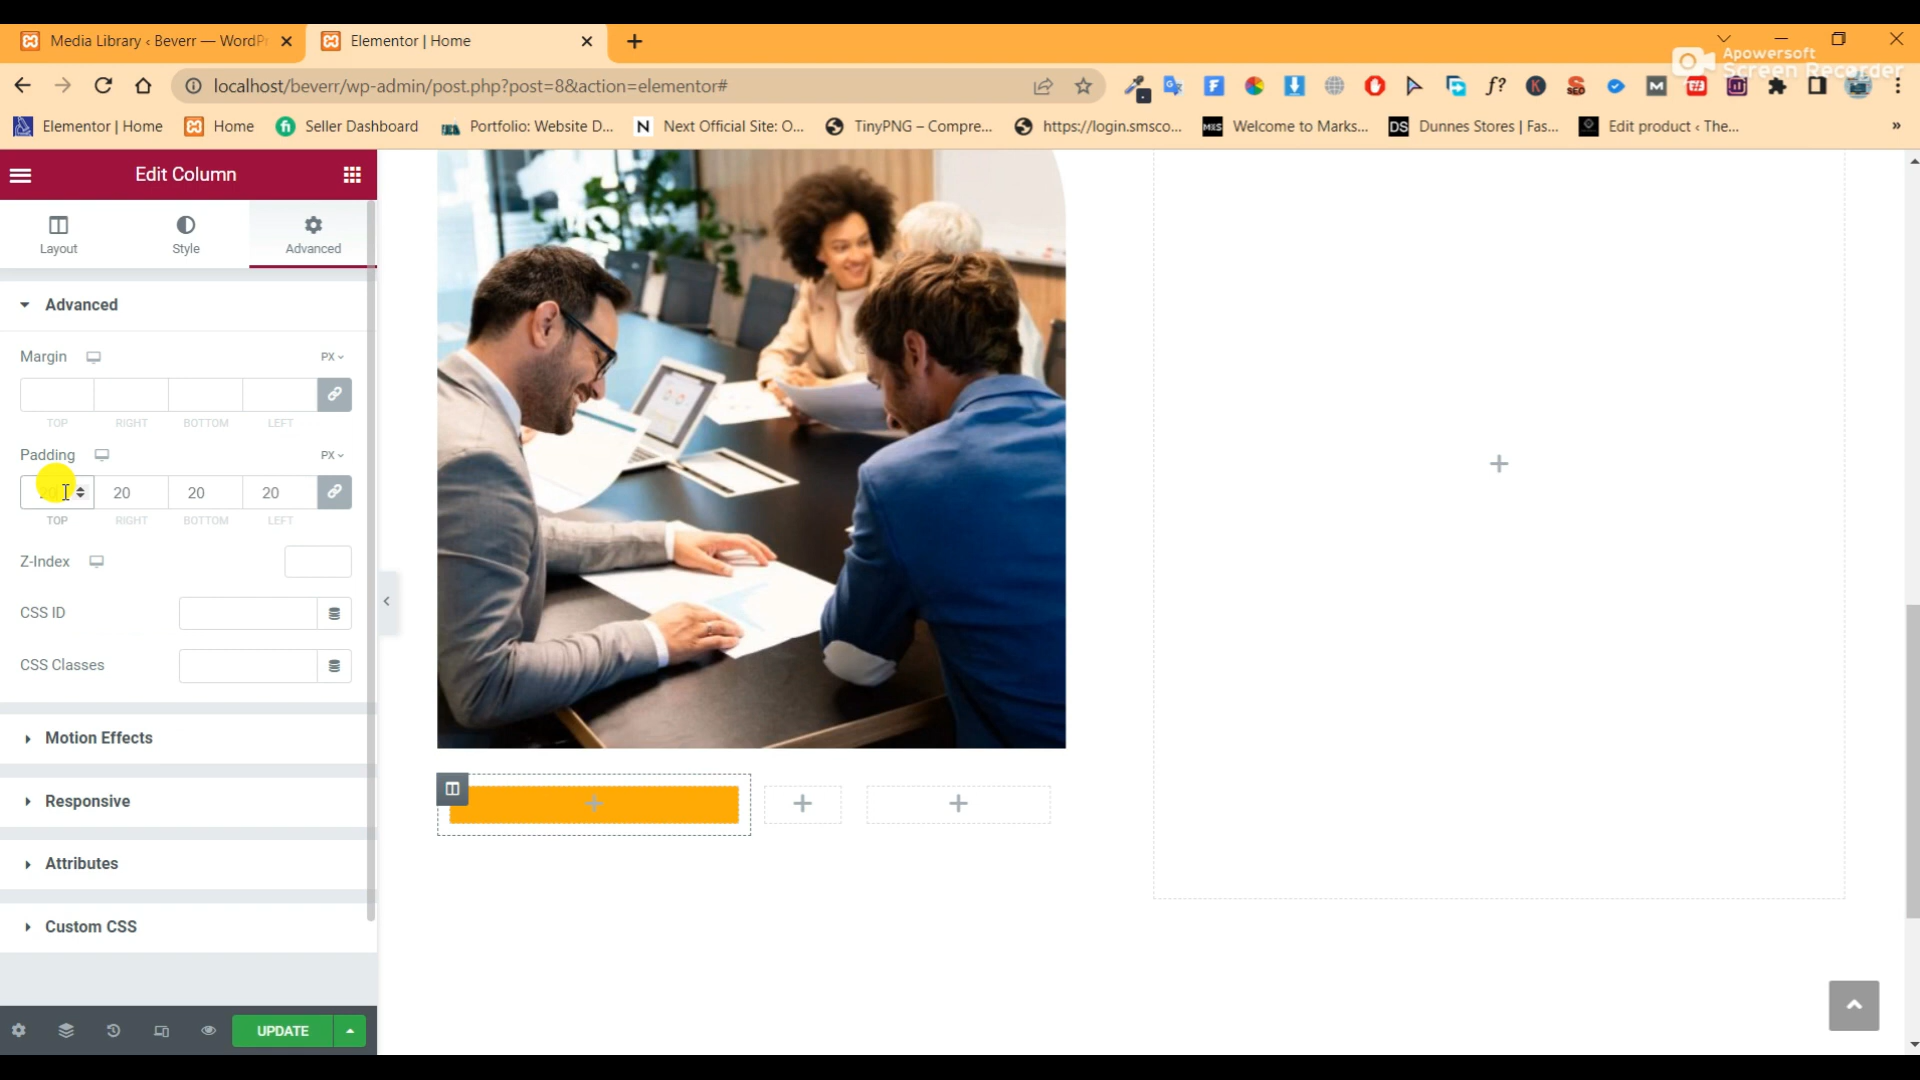 Media Library ‹ Beverr — WordPr
Elementor | Home
Apowersoft
Screen Recorder
localhost/beverr/wp-admin/post.php?post=8&action=elementor#
Elementor | Home
Home
Seller Dashboard
Portfolio: Website D...
Next Official Site: O...
TinyPNG – Compre...
https://login.smsco...
Welcome to Marks...
Dunnes Stores | Fas...
Edit product ‹ The...
Edit Column
Layout
Style
Advanced
Advanced
Margin
PX
TOP
RIGHT
BOTTOM
LEFT
Padding
PX
20
20
20
20
TOP
RIGHT
BOTTOM
LEFT
Z-Index
CSS ID
CSS Classes
Motion Effects
Responsive
Attributes
Custom CSS
UPDATE